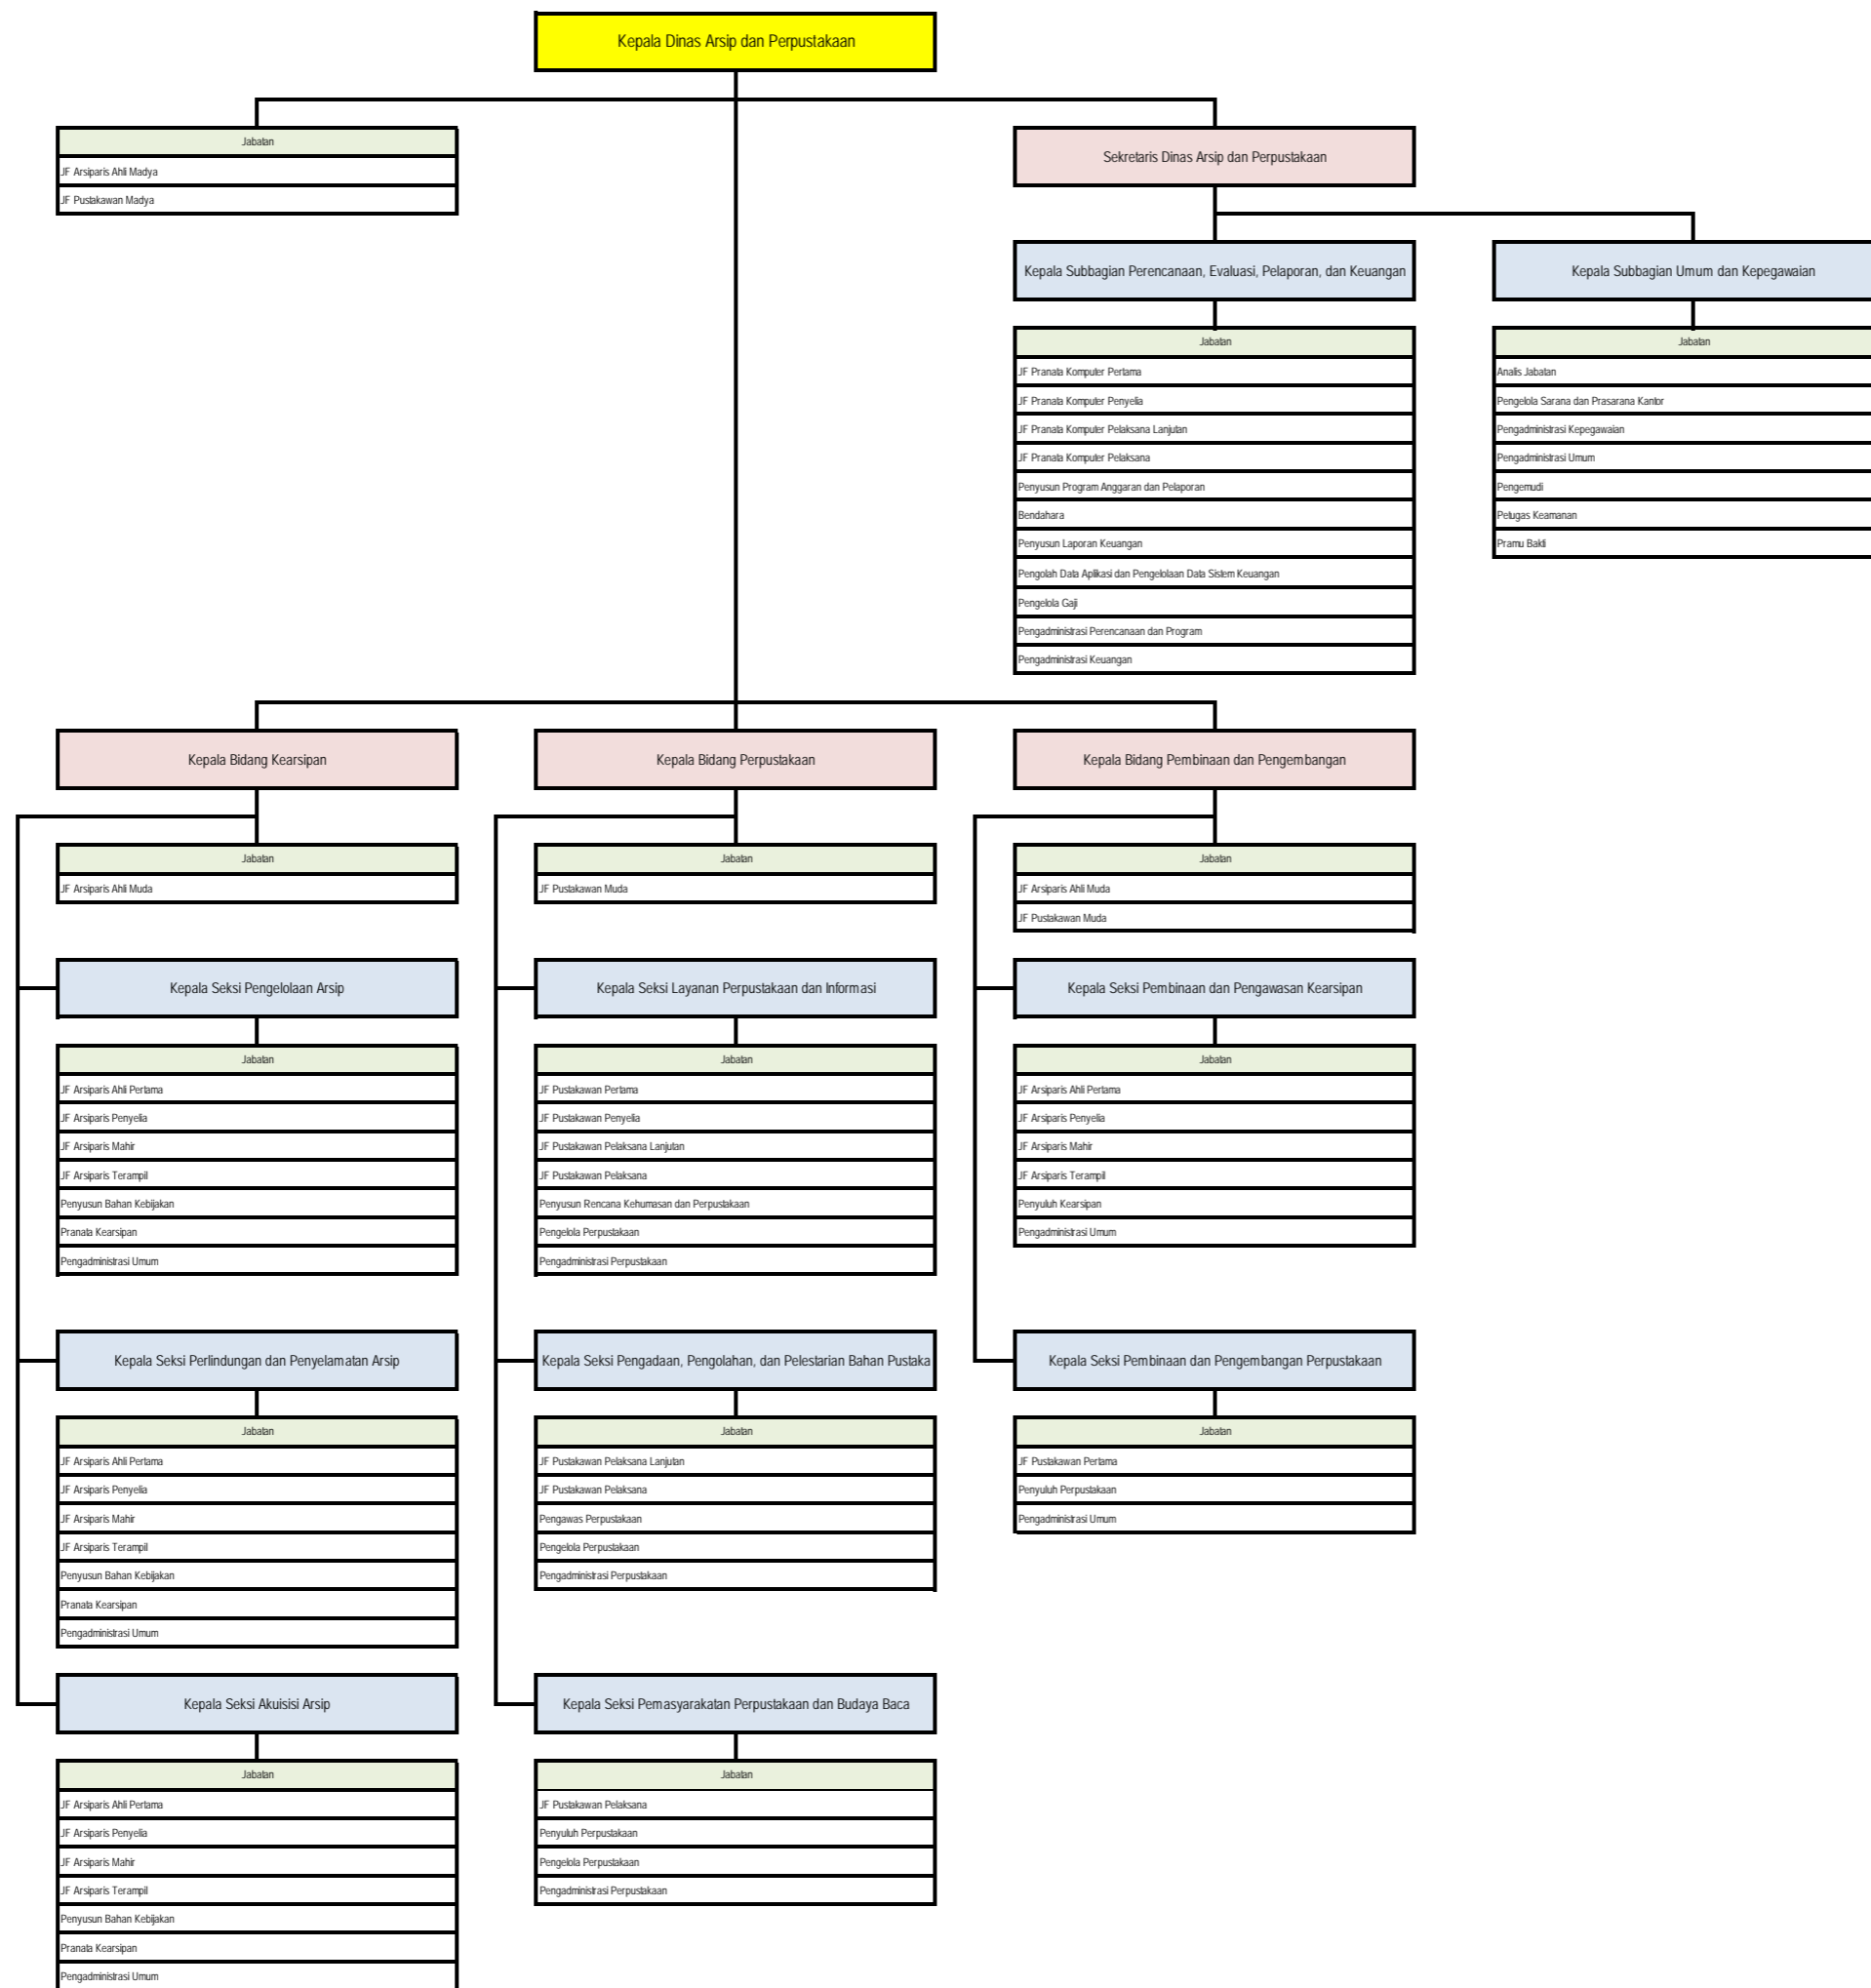 Kepala Dinas Arsip dan Perpustakaan
Jabatan
JF Arsiparis Ahli Madya
JF Pustakawan Madya
Sekretaris Dinas Arsip dan Perpustakaan
Kepala Subbagian Perencanaan, Evaluasi, Pelaporan, dan Keuangan
Jabatan
JF Pranata Komputer Pertama
JF Pranata Komputer Penyelia
JF Pranata Komputer Pelaksana Lanjutan
JF Pranata Komputer Pelaksana
Penyusun Program Anggaran dan Pelaporan
Bendahara
Penyusun Laporan Keuangan
Pengolah Data Aplikasi dan Pengelolaan Data Sistem Keuangan
Pengelola Gaji
Pengadministrasi Perencanaan dan Program
Pengadministrasi Keuangan
Kepala Subbagian Umum dan Kepegawaian
Jabatan
Analis Jabatan
Pengelola Sarana dan Prasarana Kantor
Pengadministrasi Kepegawaian
Pengadministrasi Umum
Pengemudi
Petugas Keamanan
Pramu Bakti
Kepala Bidang Kearsipan
Jabatan
JF Arsiparis Ahli Muda
Kepala Seksi Pengelolaan Arsip
Jabatan
JF Arsiparis Ahli Pertama
JF Arsiparis Penyelia
JF Arsiparis Mahir
JF Arsiparis Terampil
Penyusun Bahan Kebijakan
Pranata Kearsipan
Pengadministrasi Umum
Kepala Seksi Perlindungan dan Penyelamatan Arsip
Jabatan
JF Arsiparis Ahli Pertama
JF Arsiparis Penyelia
JF Arsiparis Mahir
JF Arsiparis Terampil
Penyusun Bahan Kebijakan
Pranata Kearsipan
Pengadministrasi Umum
Kepala Seksi Akuisisi Arsip
Jabatan
JF Arsiparis Ahli Pertama
JF Arsiparis Penyelia
JF Arsiparis Mahir
JF Arsiparis Terampil
Penyusun Bahan Kebijakan
Pranata Kearsipan
Pengadministrasi Umum
Kepala Bidang Perpustakaan
Jabatan
JF Pustakawan Muda
Kepala Seksi Layanan Perpustakaan dan Informasi
Jabatan
JF Pustakawan Pertama
JF Pustakawan Penyelia
JF Pustakawan Pelaksana Lanjutan
JF Pustakawan Pelaksana
Penyusun Rencana Kehumasan dan Perpustakaan
Pengelola Perpustakaan
Pengadministrasi Perpustakaan
Kepala Seksi Pengadaan, Pengolahan, dan Pelestarian Bahan Pustaka
Jabatan
JF Pustakawan Pelaksana Lanjutan
JF Pustakawan Pelaksana
Pengawas Perpustakaan
Pengelola Perpustakaan
Pengadministrasi Perpustakaan
Kepala Seksi Pemasyarakatan Perpustakaan dan Budaya Baca
Jabatan
JF Pustakawan Pelaksana
Penyuluh Perpustakaan
Pengelola Perpustakaan
Pengadministrasi Perpustakaan
Kepala Bidang Pembinaan dan Pengembangan
Jabatan
JF Arsiparis Ahli Muda
JF Pustakawan Muda
Kepala Seksi Pembinaan dan Pengawasan Kearsipan
Jabatan
JF Arsiparis Ahli Pertama
JF Arsiparis Penyelia
JF Arsiparis Mahir
JF Arsiparis Terampil
Penyuluh Kearsipan
Pengadministrasi Umum
Kepala Seksi Pembinaan dan Pengembangan Perpustakaan
Jabatan
JF Pustakawan Pertama
Penyuluh Perpustakaan
Pengadministrasi Umum